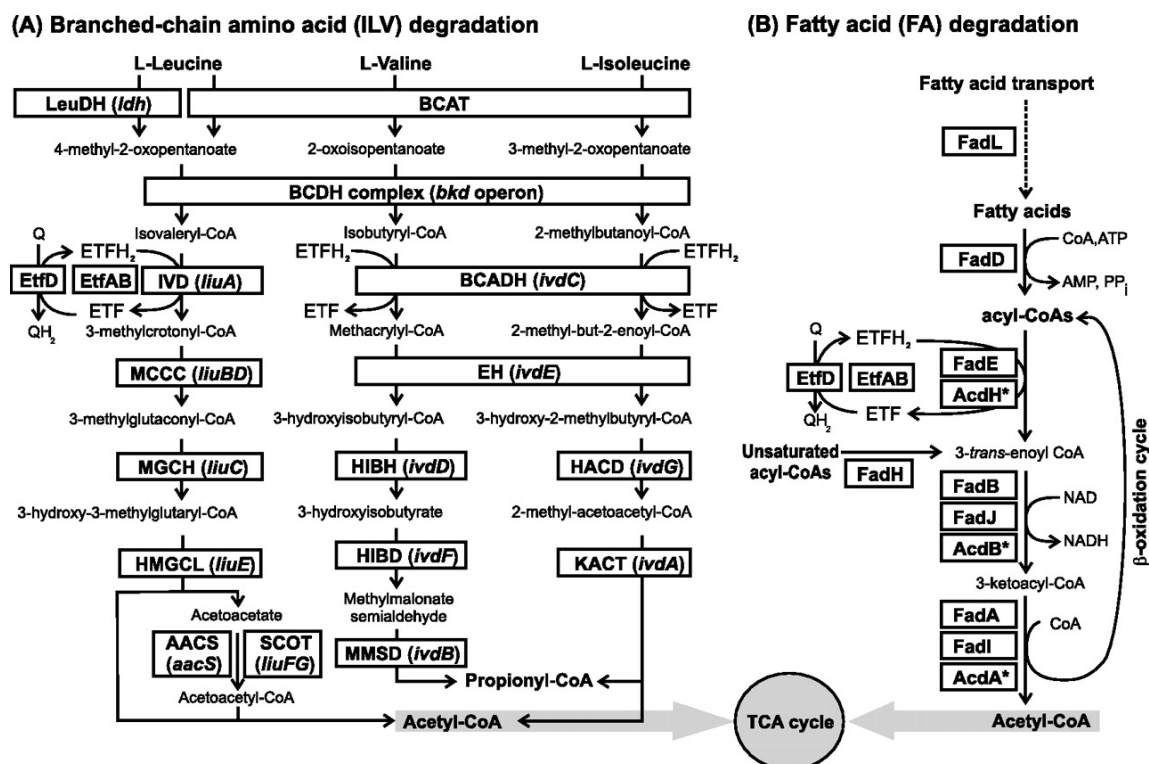 (A) Branched-chain amino acid (ILV) degradation
L-Leucine L-Valine L-Isoleucine
LeuDH (ldh) BCAT
4-methyl-2-oxopentanoate 2-oxoisopentanoate 3-methyl-2-oxopentanoate
BCDH complex (bkd operon)
Isovaleryl-CoA Isobutyryl-CoA 2-methylbutanoyl-CoA
Q ETFH2 ETFH2 ETFH2
EtfD EtfAB IVD (liuA) BCADH (ivdC)
ETF ETF ETF
QH2 3-methylcrotonyl-CoA Methacrylyl-CoA 2-methyl-but-2-enoyl-CoA
MCCC (liuBD) EH (ivdE)
3-methylglutaconyl-CoA 3-hydroxyisobutyryl-CoA 3-hydroxy-2-methylbutyryl-CoA
MGCH (liuC) HIBH (ivdD) HACD (ivdG)
3-hydroxy-3-methylglutaryl-CoA 3-hydroxyisobutyrate 2-methyl-acetoacetyl-CoA
HMGCL (liuE) HIBD (ivdF) KACT (ivdA)
Acetoacetate Methylmalonate
semialdehyde
AACS SCOT
(aacS) (liuFG) MMSD (ivdB)
Acetoacetyl-CoA Propionyl-CoA
Acetyl-CoA TCA cycle
(B) Fatty acid (FA) degradation
Fatty acid transport
FadL
Fatty acids
CoA,ATP
FadD
AMP, PPi
acyl-CoAs
Q ETFH2
FadE
EtfD EtfAB
AcdH*
QH2 ETF
Unsaturated
acyl-CoAs
3-trans-enoyl CoA
FadH
FadB
NAD
FadJ
AcdB*
NADH
3-ketoacyl-CoA
FadA
CoA
FadI
AcdA*
Acetyl-CoA
β-oxidation cycle